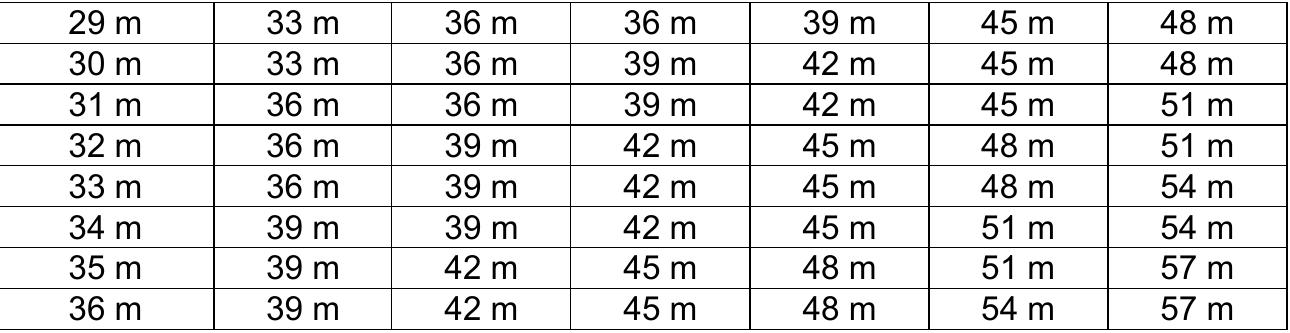 29 m 33 m 36 m 36 m 39 m 45 m 48 m
30 m 33 m 36 m 39 m 42 m 45 m 48 m
31 m 36 m 36 m 39 m 42 m 45 m 51 m
32 m 36 m 39 m 42 m 45 m 48 m 51 m
33 m 36 m 39 m 42 m 45 m 48 m 54 m
34 m 39 m 39 m 42 m 45 m 51 m 54 m
35 m 39 m 42 m 45 m 48 m 51 m 57 m
36 m 39 m 42 m 45 m 48 m 54 m 57 m